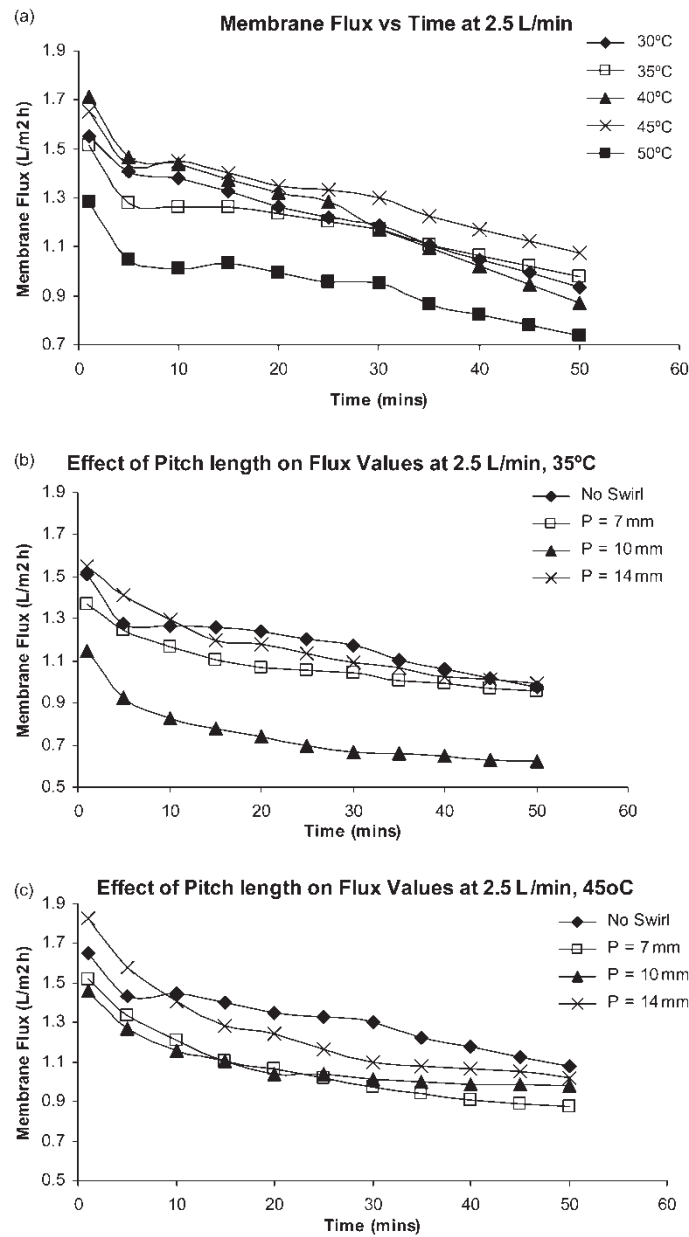 (a)
Membrane Flux vs Time at 2.5 L/min
30ºC
35ºC
40ºC
45ºC
50ºC
Membrane Flux (L/m2 h)
1.9
1.7
1.5
1.3
1.1
0.9
0.7
0 10 20 30 40 50 60
Time (mins)
(b)
Effect of Pitch length on Flux Values at 2.5 L/min, 35ºC
No Swirl
P = 7 mm
P = 10 mm
P = 14 mm
Membrane Flux (L/m2 h)
1.9
1.7
1.5
1.3
1.1
0.9
0.7
0.5
0 10 20 30 40 50 60
Time (mins)
(c)
Effect of Pitch length on Flux Values at 2.5 L/min, 45oC
No Swirl
P = 7 mm
P = 10 mm
P = 14 mm
Membrane Flux (L/m2 h)
1.9
1.7
1.5
1.3
1.1
0.9
0.7
0.5
0 10 20 30 40 50 60
Time (mins)